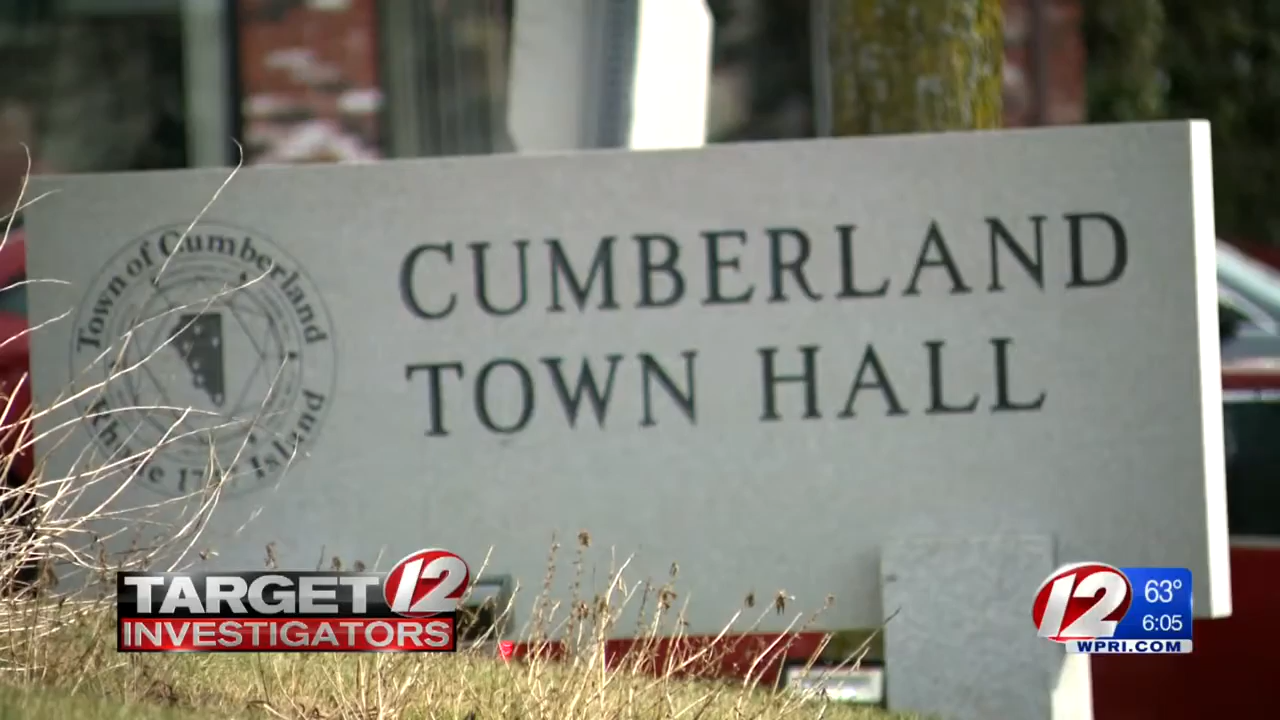 Town of Cumberland
CUMBERLAND
TOWN HALL
Island
TARGET 12
INVESTIGATORS
12
63°
6:05
WPRI.COM